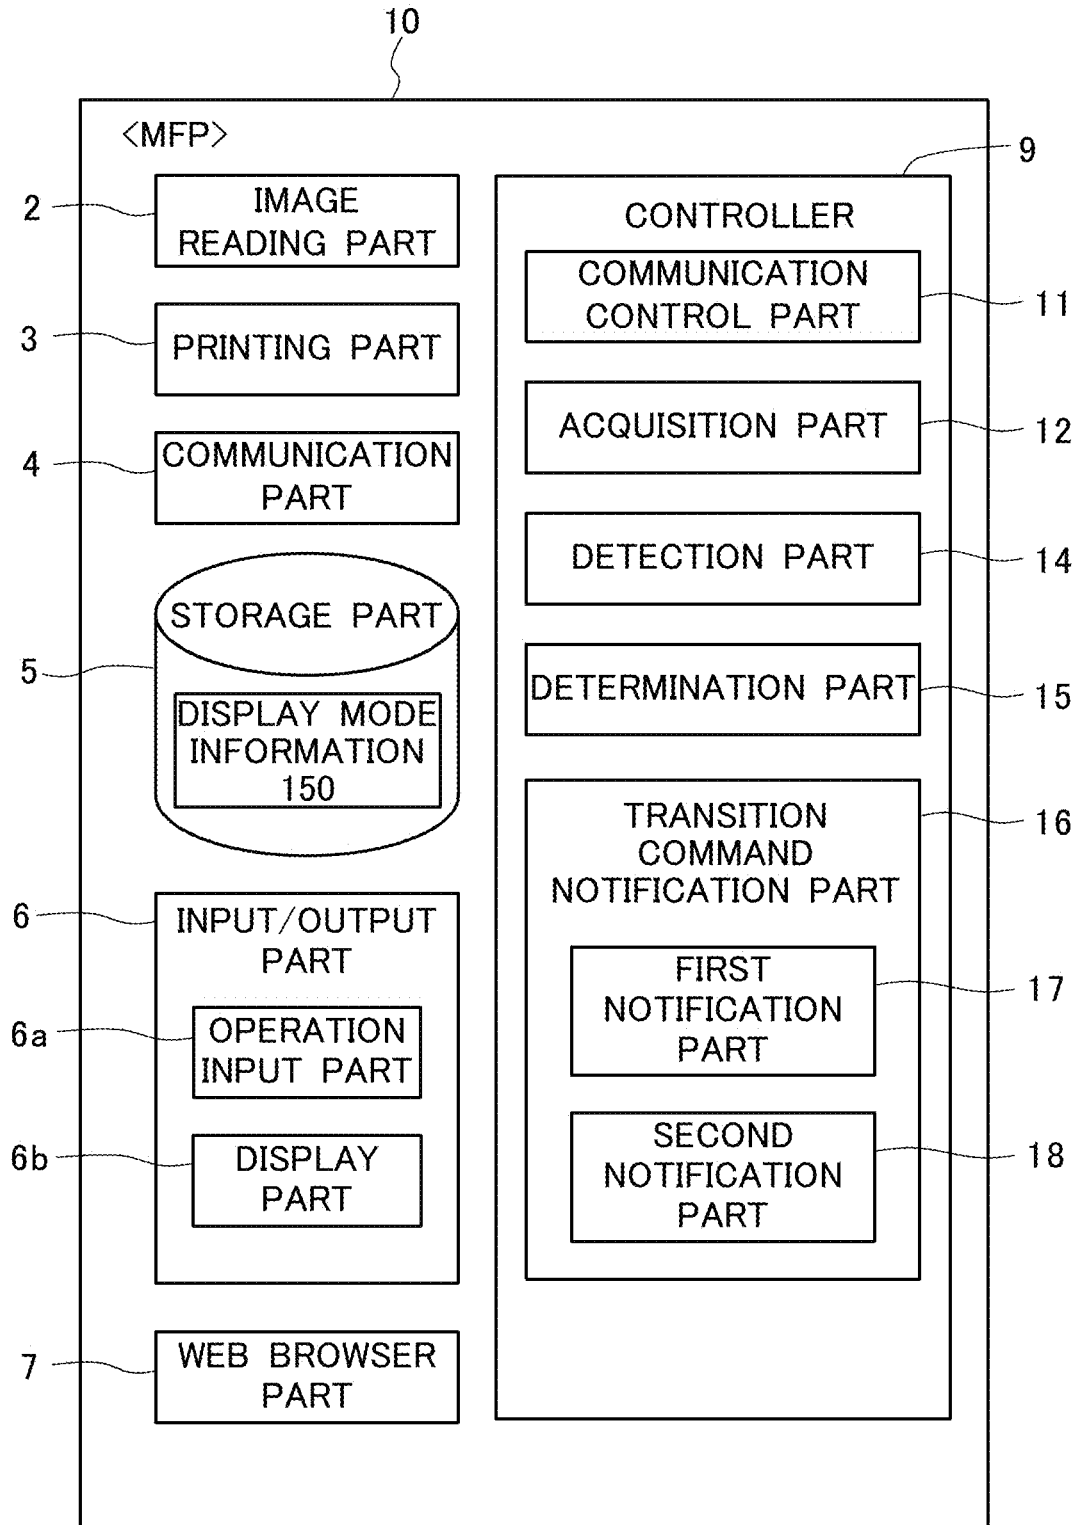 10
<MFP>
2
IMAGE
READING PART
3
PRINTING PART
4
COMMUNICATION
PART
STORAGE PART
5
DISPLAY MODE
INFORMATION
150
6
INPUT/OUTPUT
PART
6a
OPERATION
INPUT PART
6b
DISPLAY
PART
7
WEB BROWSER
PART
9
CONTROLLER
COMMUNICATION
CONTROL PART
11
ACQUISITION PART
12
DETECTION PART
14
DETERMINATION PART
15
TRANSITION
COMMAND
NOTIFICATION PART
16
FIRST
NOTIFICATION
PART
17
SECOND
NOTIFICATION
PART
18